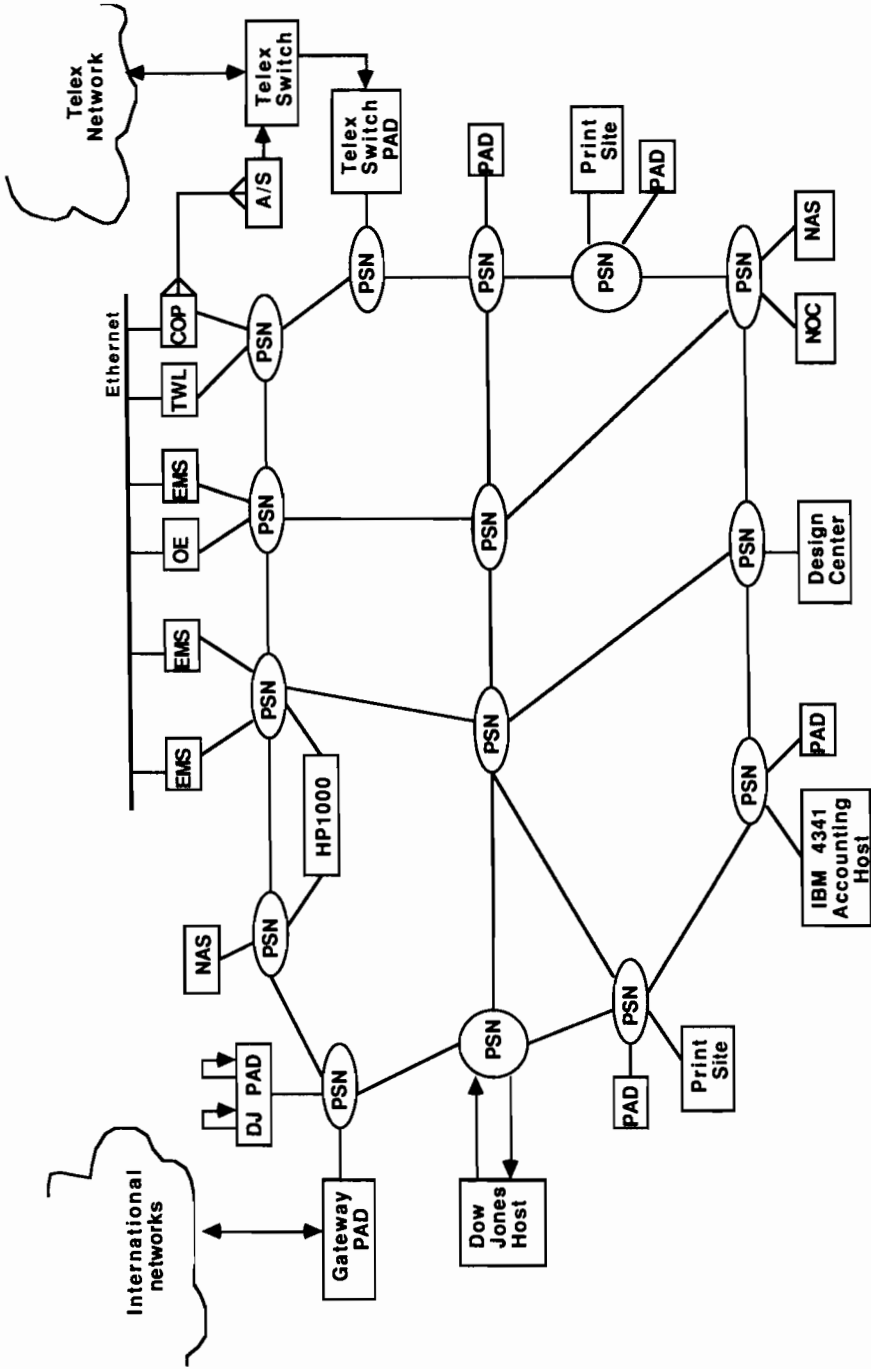 International
networks
Telex
Network
Ethernet
Gateway
PAD
DJ PAD
NAS
HP1000
EMS
EMS
OE
EMS
TWL
COP
A/S
Telex
Switch
Telex
Switch
PAD
PSN
PSN
PSN
PSN
PSN
PSN
Dow
Jones
Host
PSN
PSN
PSN
PSN
PAD
PAD
Print
Site
PSN
PSN
Print
Site
PAD
PSN
PAD
IBM 4341
Accounting
Host
PSN
Design
Center
PSN
NOC
NAS